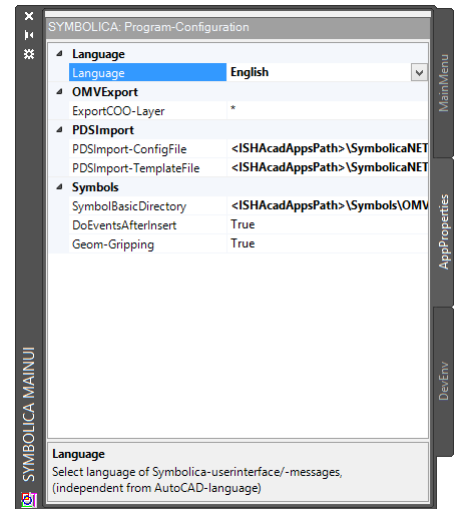 SYMBOLICA: Program-Configuration
Language
Language English
OMVExport
ExportCOO-Layer *
PDSImport
PDSImport-ConfigFile <ISHAcadAppsPath>\SymbolicaNET
PDSImport-TemplateFile <ISHAcadAppsPath>\SymbolicaNET
Symbols
SymbolBasicDirectory <ISHAcadAppsPath>\Symbols\OMV
DoEventsAfterInsert True
Geom-Gripping True
Language
Select language of Symbolica-userinterface/-messages,
(independent from AutoCAD-language)
SYMBOLICA MAINUI
MainMenu
AppProperties
DevEnv